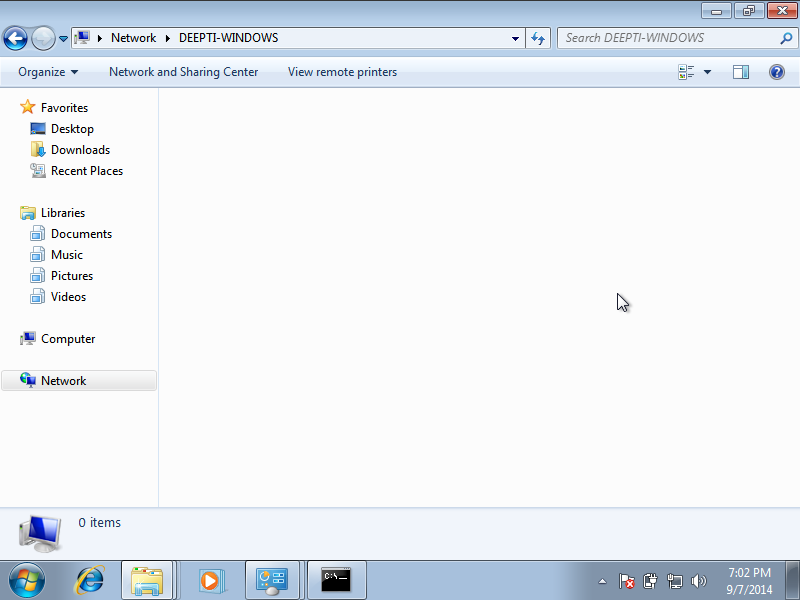 Network DEEPTI-WINDOWS
Search DEEPTI-WINDOWS
Organize Network and Sharing Center View remote printers
Favorites
Desktop
Downloads
Recent Places
Libraries
Documents
Music
Pictures
Videos
Computer
Network
0 items
C:\_
7:02 PM
9/7/2014